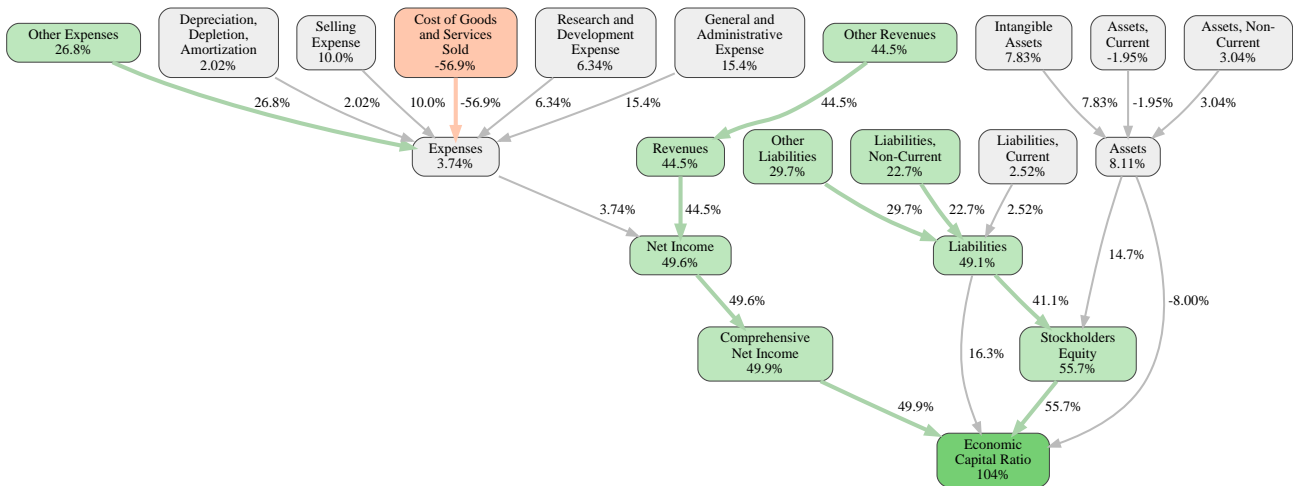 Other Expenses
26.8%
Depreciation,
Depletion,
Amortization
2.02%
Selling
Expense
10.0%
Cost of Goods
and Services
Sold
-56.9%
Research and
Development
Expense
6.34%
General and
Administrative
Expense
15.4%
Other Revenues
44.5%
Intangible
Assets
7.83%
Assets,
Current
-1.95%
Assets, Non-
Current
3.04%
26.8%
2.02%
10.0%
-56.9%
6.34%
15.4%
44.5%
7.83%
-1.95%
3.04%
Expenses
3.74%
Revenues
44.5%
Other
Liabilities
29.7%
Liabilities,
Non-Current
22.7%
Liabilities,
Current
2.52%
Assets
8.11%
3.74%
44.5%
29.7%
22.7%
2.52%
Net Income
49.6%
Liabilities
49.1%
14.7%
-8.00%
49.6%
41.1%
Comprehensive
Net Income
49.9%
16.3%
Stockholders
Equity
55.7%
49.9%
55.7%
Economic
Capital Ratio
104%